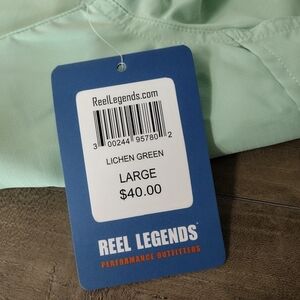 ReelLegends.com
3 00244 95780 2
LICHEN GREEN
LARGE
$40.00
REEL LEGENDS
PERFORMANCE OUTFITTERS